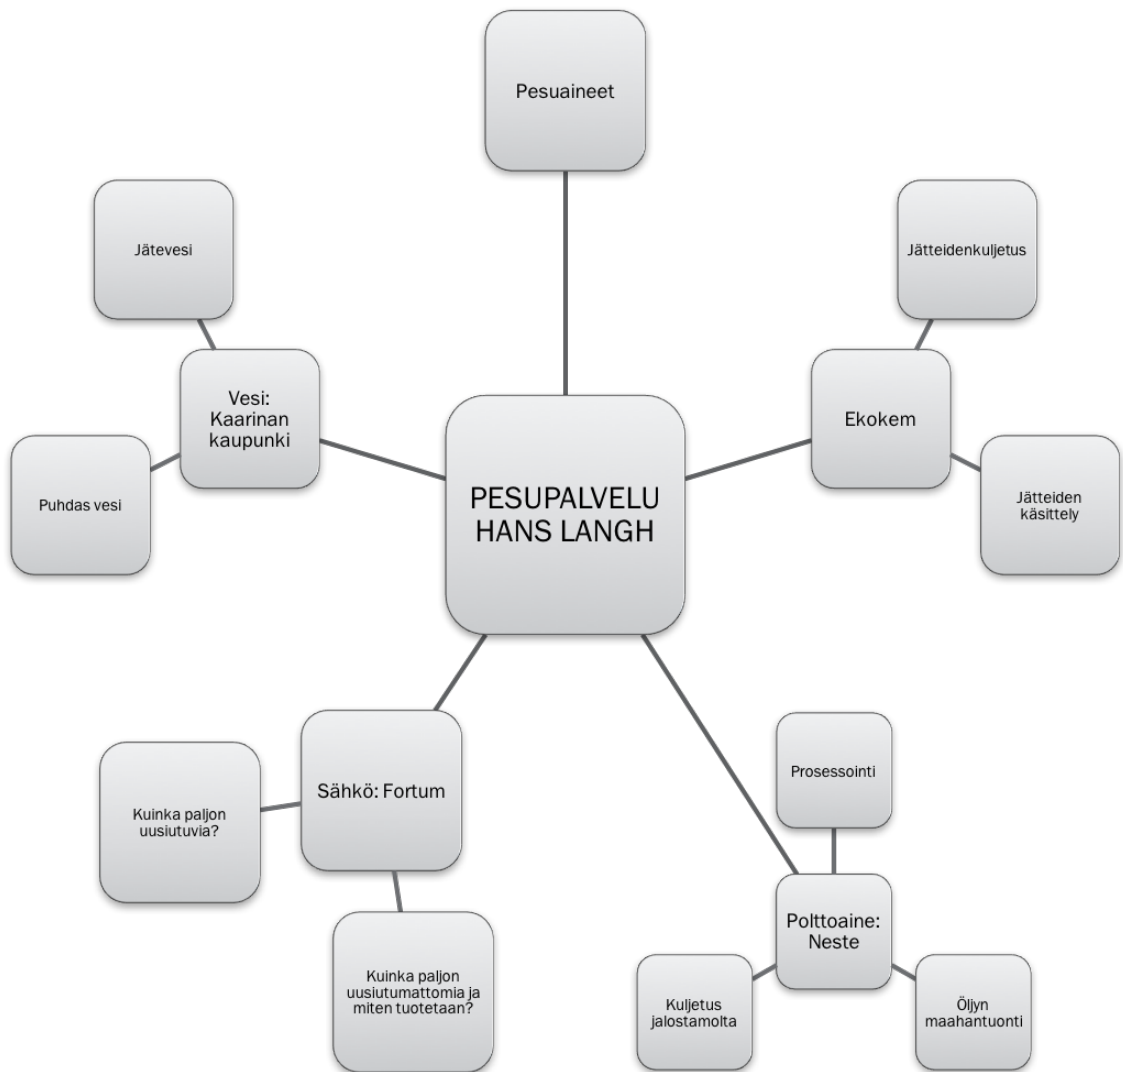 Pesuaineet
Jätevesi
Jätteidenkuljetus
Vesi:
Kaarinan
kaupunki
Ekokem
Puhdas vesi
PESUPALVELU
HANS LANGH
Jätteiden
käsittely
Sähkö: Fortum
Kuinka paljon
uusiutuvia?
Prosessointi
Polttoaine:
Neste
Kuinka paljon
uusiutumattomia ja
miten tuotetaan?
Kuljetus
jalostamolta
Öljyn
maahantuonti